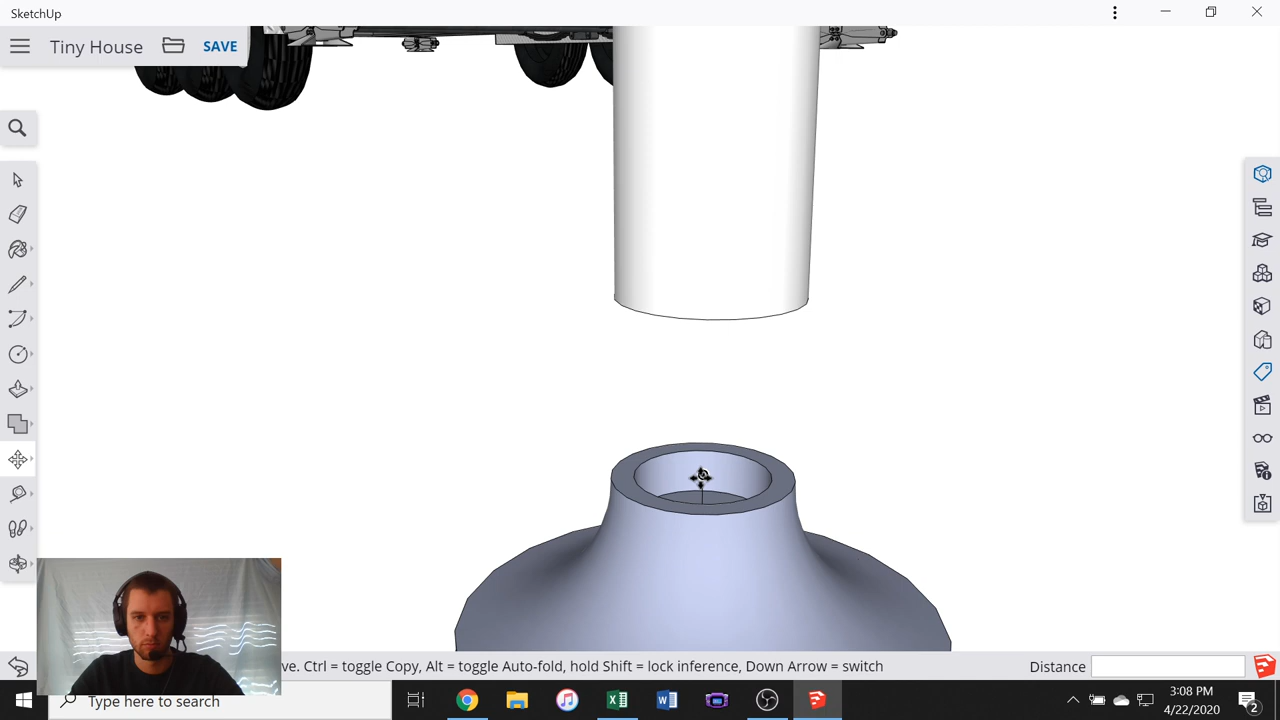 SketchUp
Tiny House
SAVE
ve. Ctrl = toggle Copy, Alt = toggle Auto-fold, hold Shift = lock inference, Down Arrow = switch
Distance
Type here to search
3:08 PM
4/22/2020
2